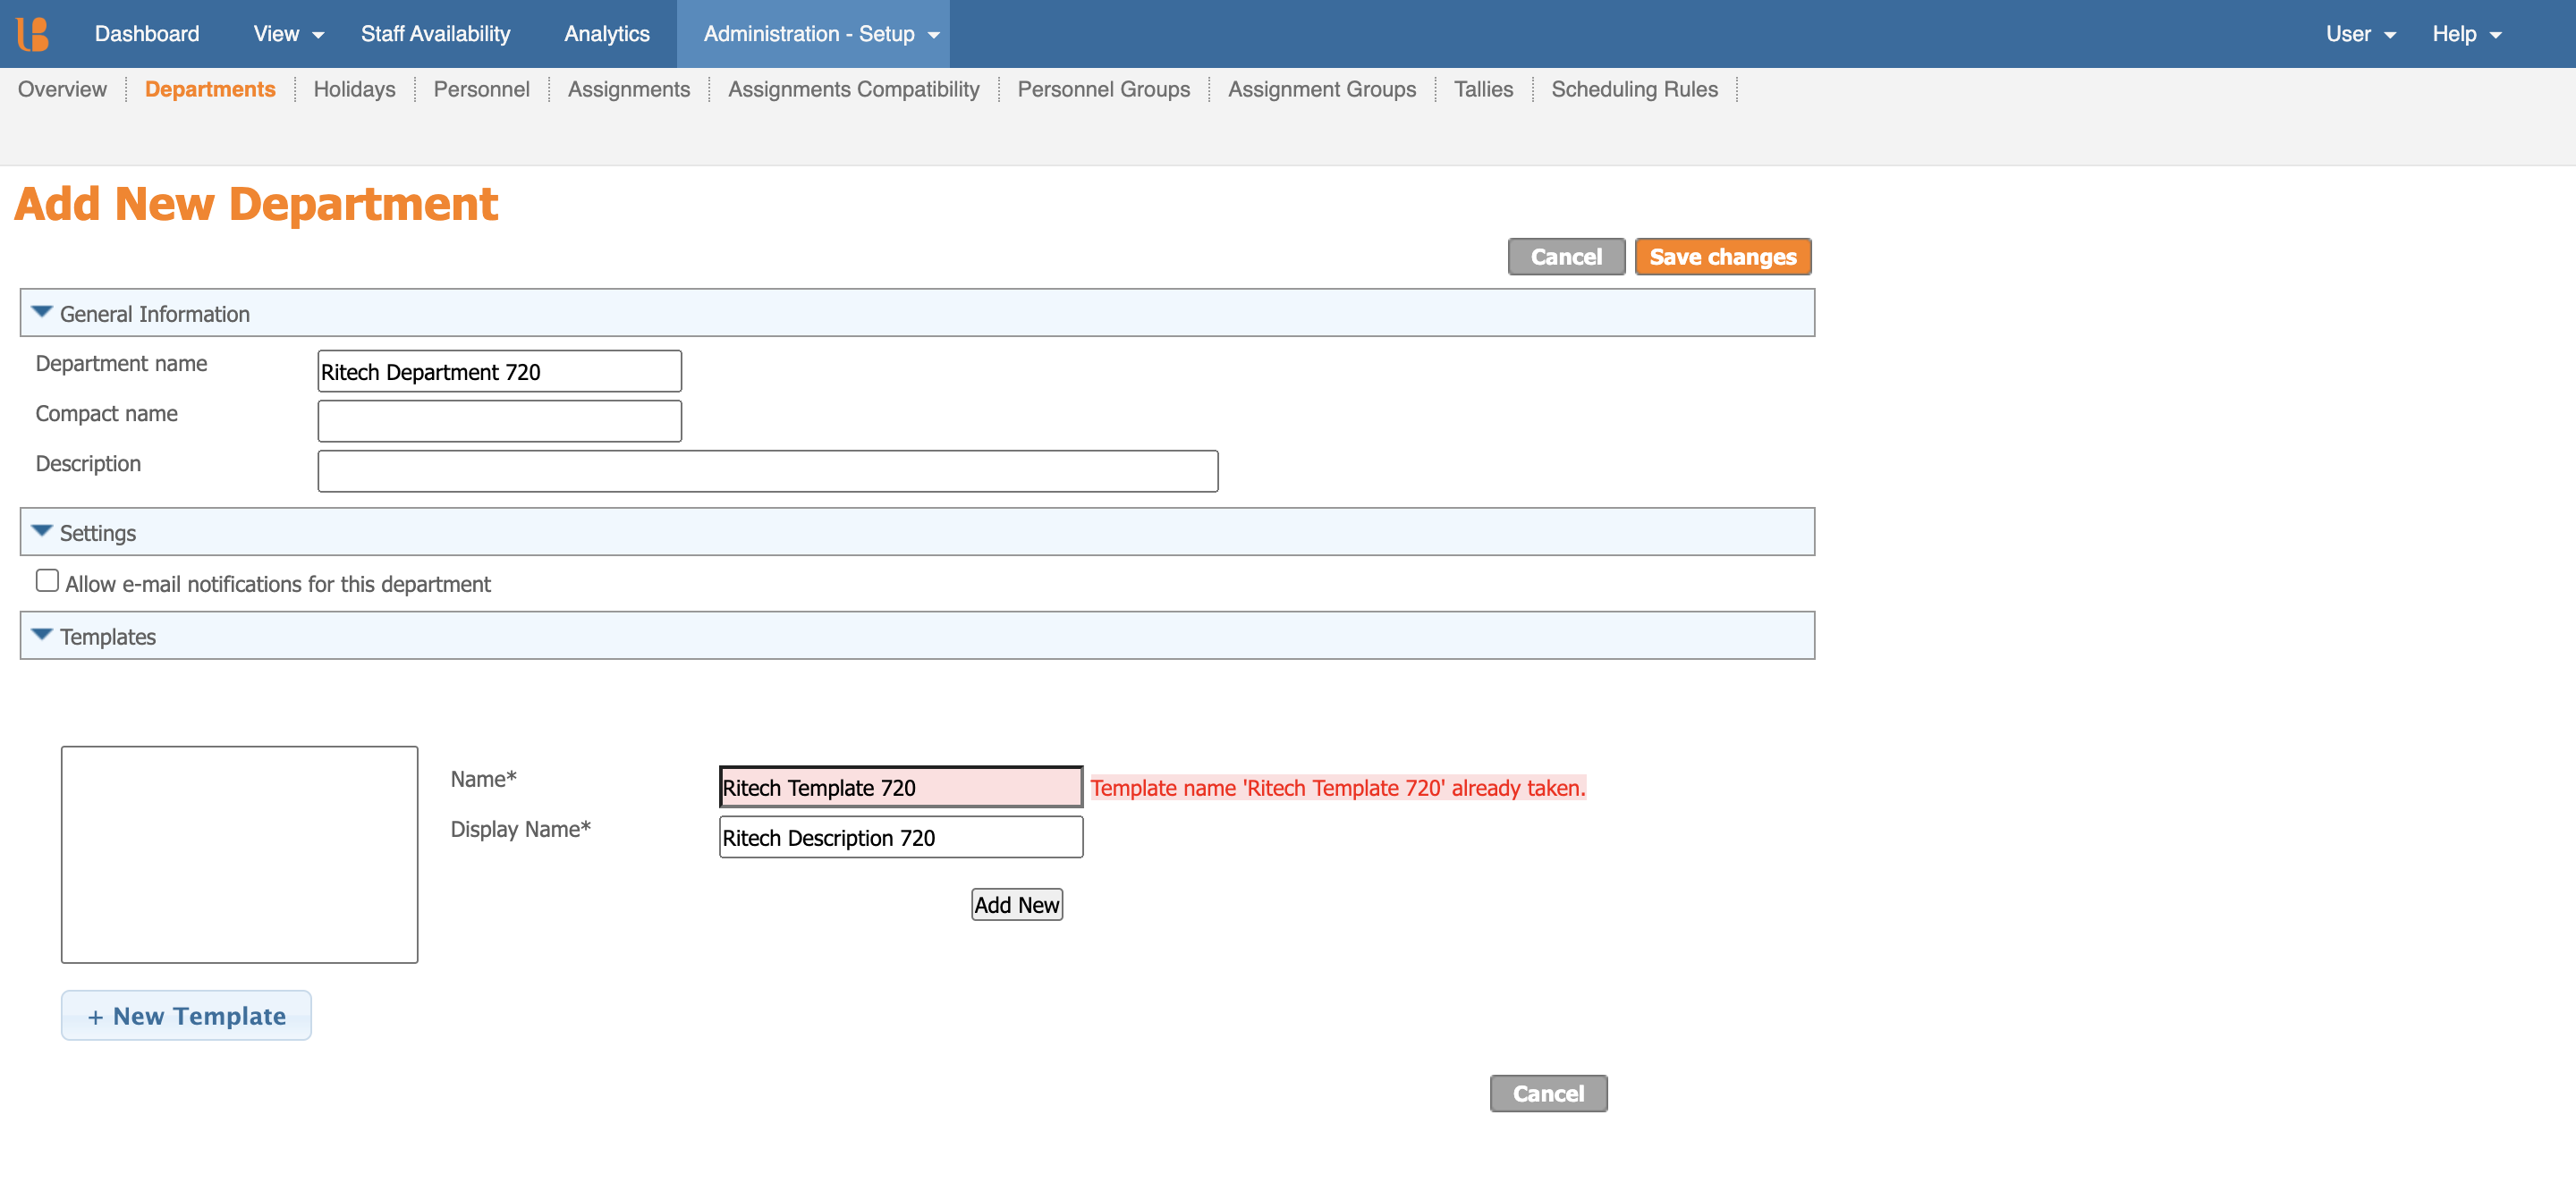 Dashboard View Staff Availability Analytics Administration - Setup User Help
Overview Departments Holidays Personnel Assignments Assignments Compatibility Personnel Groups Assignment Groups Tallies Scheduling Rules
Add New Department
Cancel Save changes
General Information
Department name Ritech Department 720
Compact name
Description
Settings
Allow e-mail notifications for this department
Templates
Name* Ritech Template 720 Template name 'Ritech Template 720' already taken.
Display Name* Ritech Description 720
Add New
+ New Template
Cancel